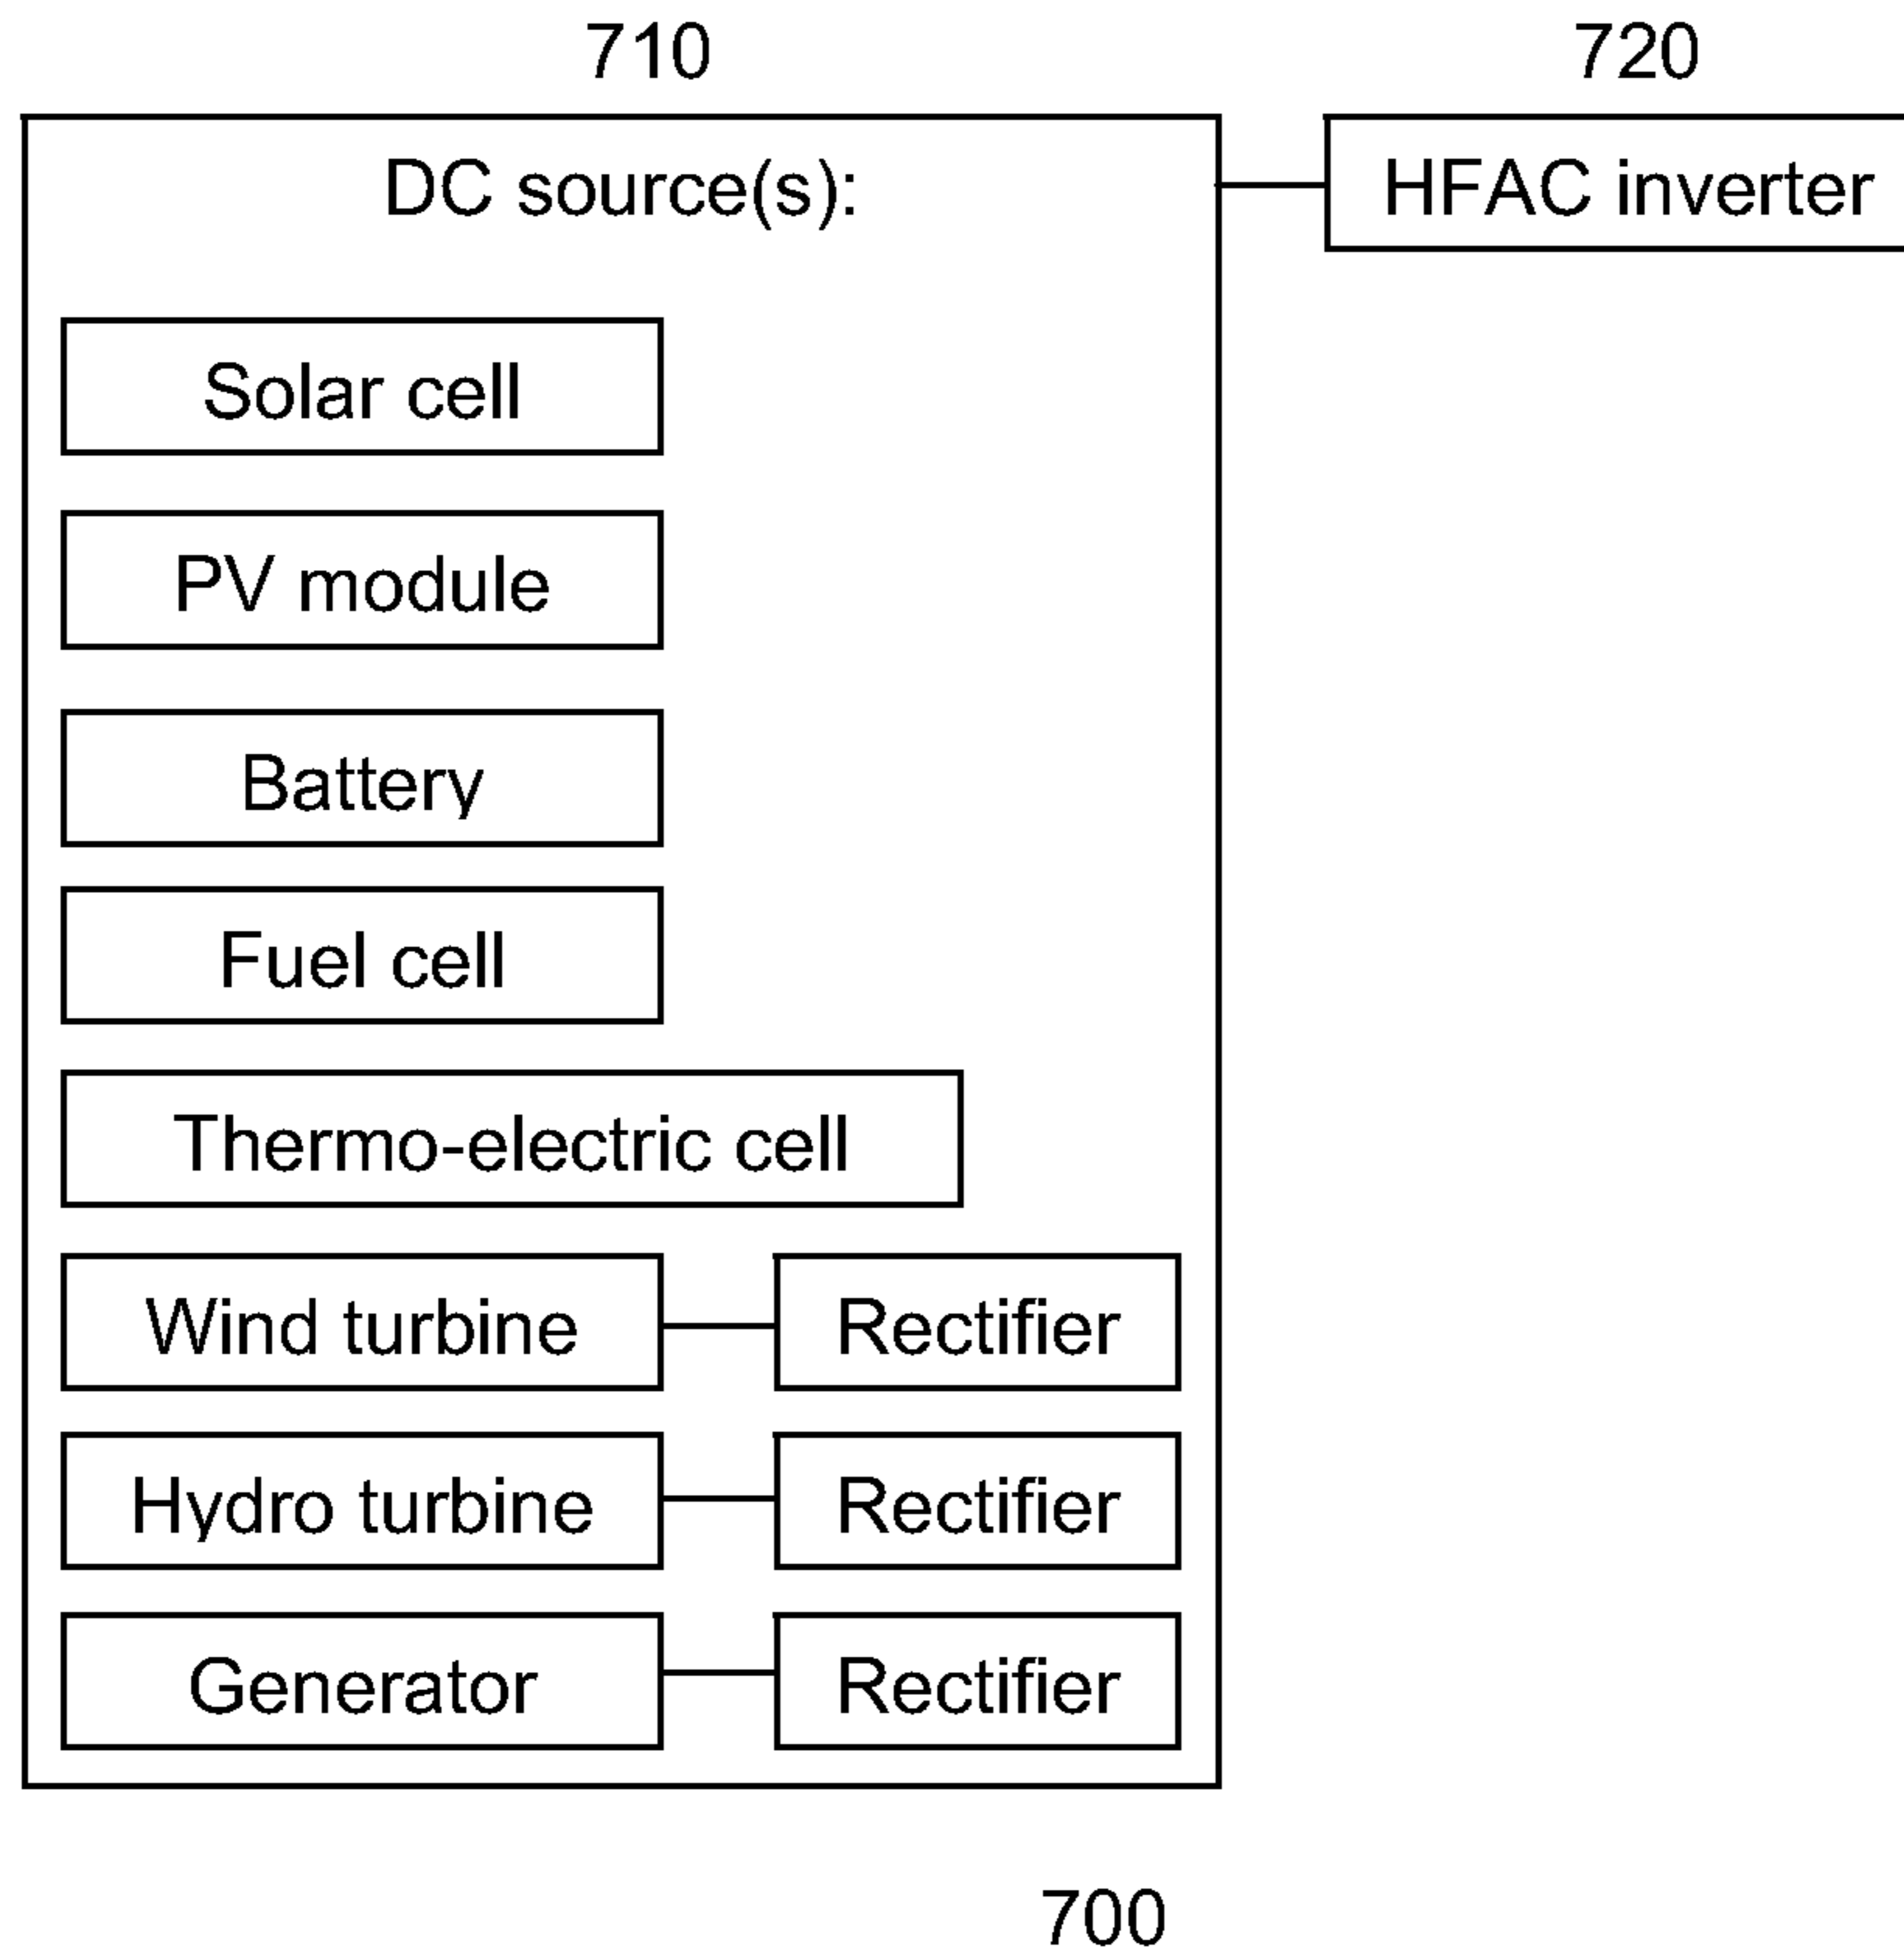 710
720
DC source(s):
HFAC inverter
Solar cell
PV module
Battery
Fuel cell
Thermo-electric cell
Wind turbine
Rectifier
Hydro turbine
Rectifier
Generator
Rectifier
700